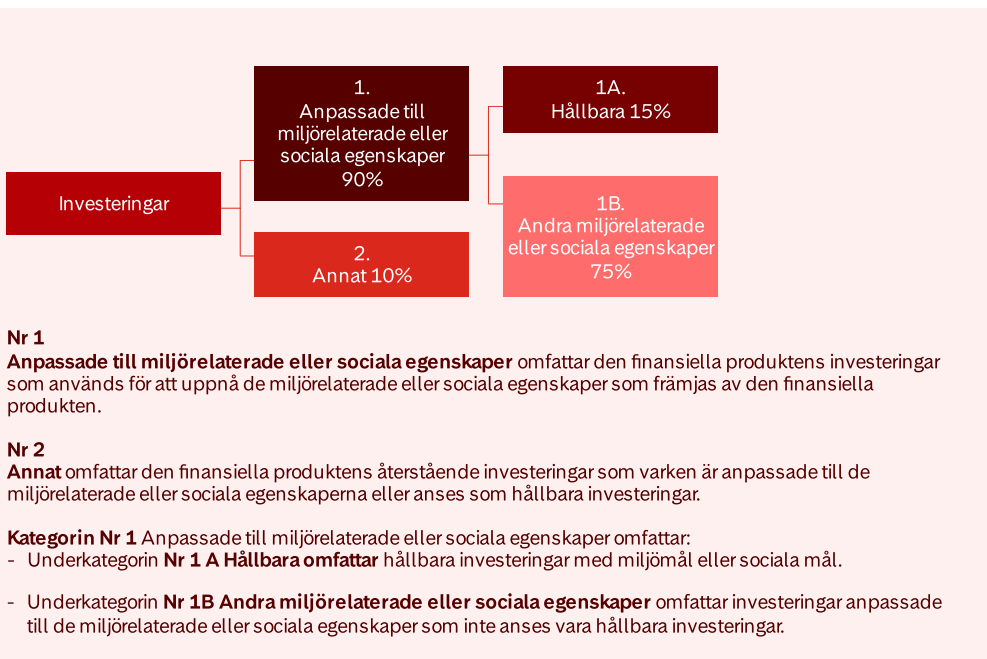 Investeringar
1.
Anpassade till
miljörelaterade eller
sociala egenskaper
90%
2.
Annat 10%
1A.
Hållbara 15%
1B.
Andra miljörelaterade
eller sociala egenskaper
75%
Nr 1
Anpassade till miljörelaterade eller sociala egenskaper omfattar den finansiella produktens investeringar
som används för att uppnå de miljörelaterade eller sociala egenskaper som främjas av den finansiella
produkten.
Nr 2
Annat omfattar den finansiella produktens återstående investeringar som varken är anpassade till de
miljörelaterade eller sociala egenskaperna eller anses som hållbara investeringar.
Kategorin Nr 1 Anpassade till miljörelaterade eller sociala egenskaper omfattar:
- Underkategorin Nr 1 A Hållbara omfattar hållbara investeringar med miljömål eller sociala mål.
- Underkategorin Nr 1B Andra miljörelaterade eller sociala egenskaper omfattar investeringar anpassade
till de miljörelaterade eller sociala egenskaper som inte anses vara hållbara investeringar.